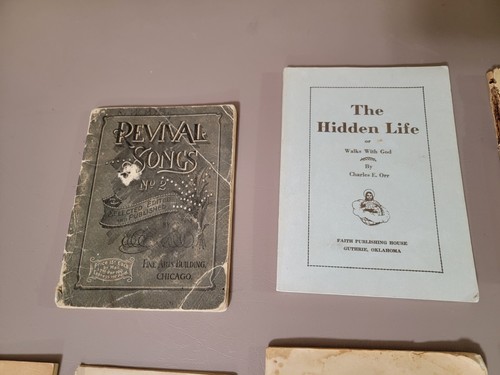 REVIVAL
SONGS
No 2
FINE ARTS BUILDING,
CHICAGO.
The
Hidden Life
OR
Walks With God
By
Charles E. Orr
FAITH PUBLISHING HOUSE
GUTHRIE, OKLAHOMA